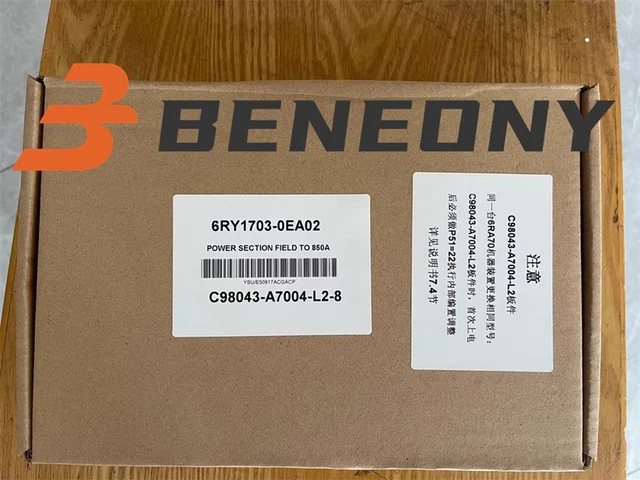 BENEONY
6RY1703-0EA02
POWER SECTION FIELD TO 850A
YSU/E50917ACGACP
C98043-A7004-L2-8
注意
C98043-A7004-L2板件
同一台6RA70机器装置更换相同型号:
C98043-A7004-L2板件时,首次上电
后必须做P51=22执行内部偏置调整
详见说明书7.4节